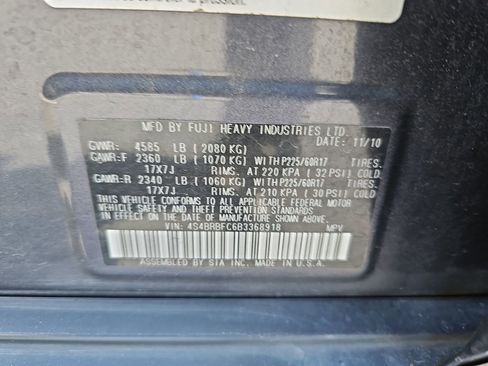 MFD BY FUJI HEAVY INDUSTRIES LTD.
DATE: 11/10
GVWR: 4585 LB ( 2080 KG)
GAWR:F 2360 LB ( 1070 KG) WITH P225/60R17 TIRES.
17X7J RIMS. AT 220 KPA ( 32 PSI) COLD
GAWR:R 2340 LB ( 1060 KG) WITH P225/60R17 TIRES.
17X7J RIMS. AT 210 KPA ( 30 PSI) COLD
THIS VEHICLE CONFORMS TO ALL APPLICABLE FEDERAL MOTOR
VEHICLE SAFETY AND THEFT PREVENTION STANDARDS
IN EFFECT ON THE DATE OF MANUFACTURE SHOWN ABOVE.
VIN: 4S4BRBFC6B3368918 MPV
ASSEMBLED BY SIA INC. MADE IN U.S.A.